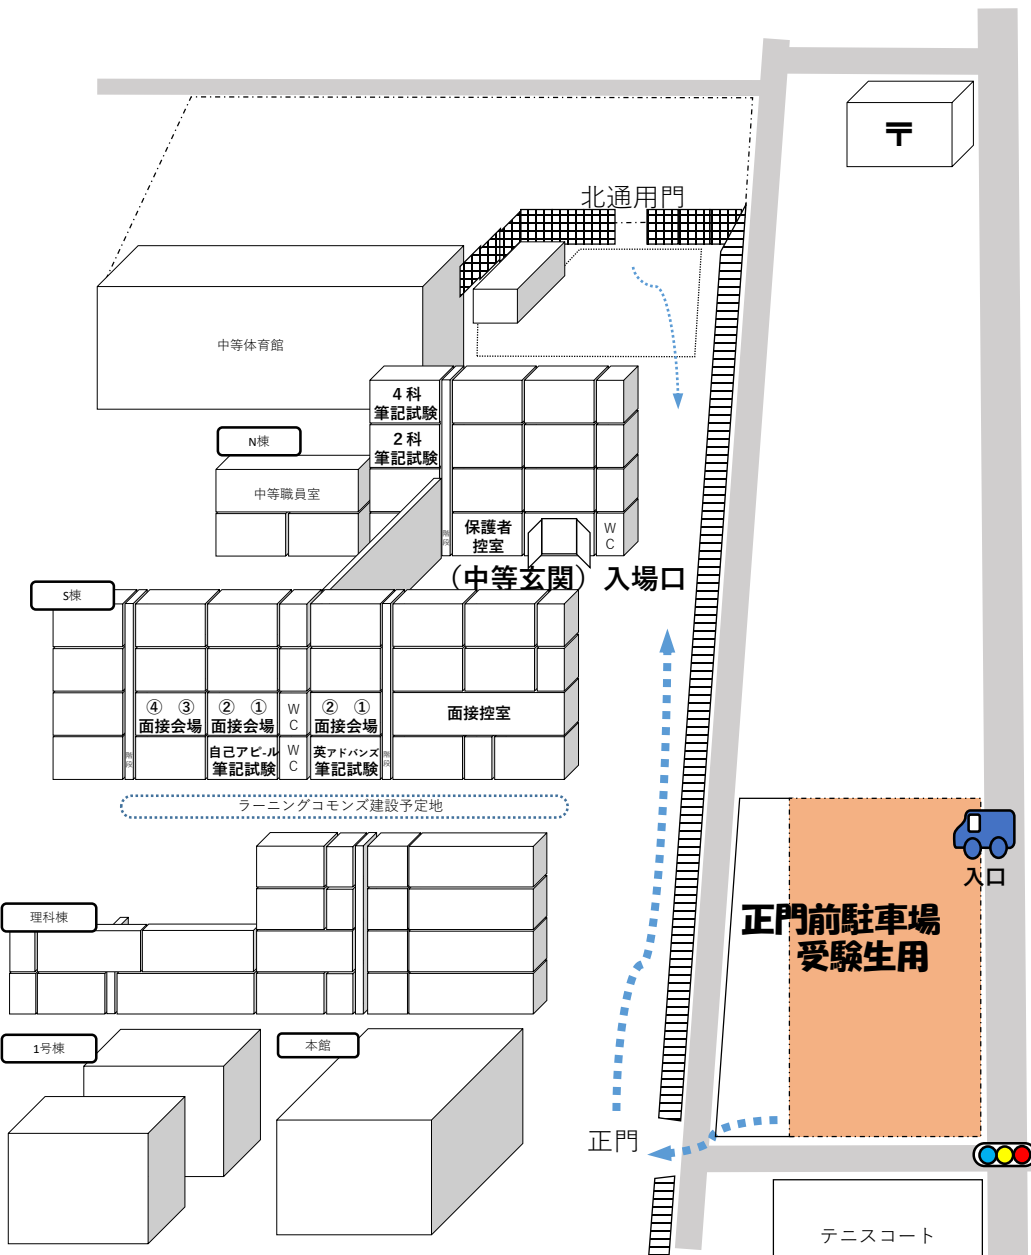 〒
北通用門
中等体育館
4科
筆記試験
2科
筆記試験
N棟
中等職員室
階段
保護者
控室
WC
（中等玄関）入場口
S棟
④ ③
面接会場
② ①
面接会場
WC
② ①
面接会場
面接控室
階段
自己アピール
筆記試験
WC
英アドバンズ
筆記試験
階段
ラーニングコモンズ建設予定地
入口
正門前駐車場
受験生用
理科棟
1号棟
本館
正門
テニスコート